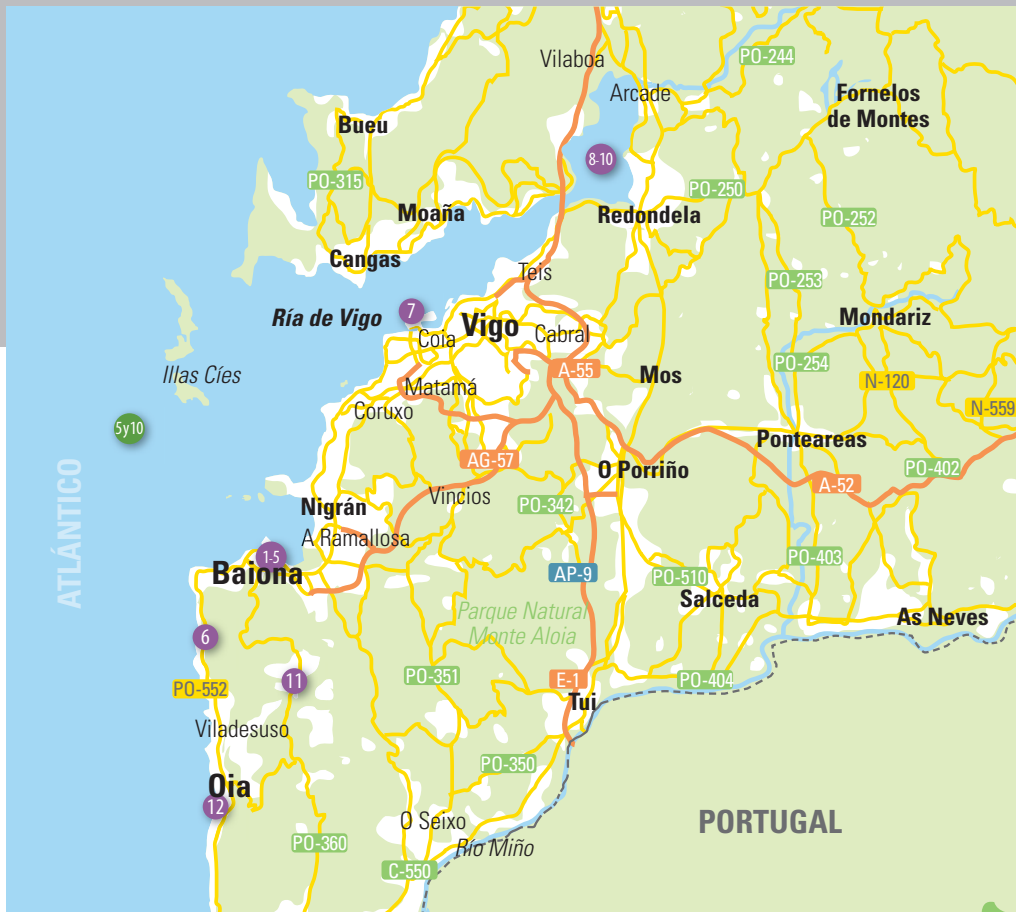 Vilaboa
PO-244
Arcade
Fornelos
de Montes
Bueu
8-10
PO-315
PO-250
Moaña
Redondela
PO-252
Cangas
Teis
PO-253
Ría de Vigo
7
Vigo
Cabral
Mondariz
Coia
Illas Cíes
A-55
Mos
PO-254
N-120
Matamá
Coruxo
N-559
5y10
Ponteareas
AG-57
O Porriño
PO-402
A-52
Vincios
Nigrán
PO-342
A Ramallosa
ATLÁNTICO
1-5
PO-403
Baiona
AP-9
PO-510
Salceda
Parque Natural
Monte Aloia
As Neves
6
11
PO-351
E-1
PO-404
PO-552
Tui
Viladesuso
PO-350
Oia
12
O Seixo
PORTUGAL
PO-360
Río Miño
C-550